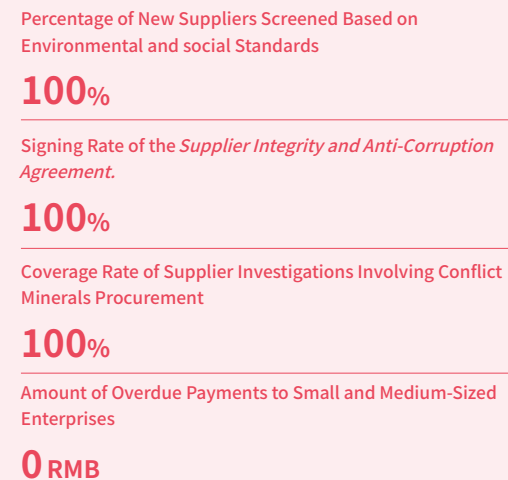 Percentage of New Suppliers Screened Based on
Environmental and social Standards
100%
Signing Rate of the Supplier Integrity and Anti-Corruption
Agreement.
100%
Coverage Rate of Supplier Investigations Involving Conflict
Minerals Procurement
100%
Amount of Overdue Payments to Small and Medium-Sized
Enterprises
0 RMB